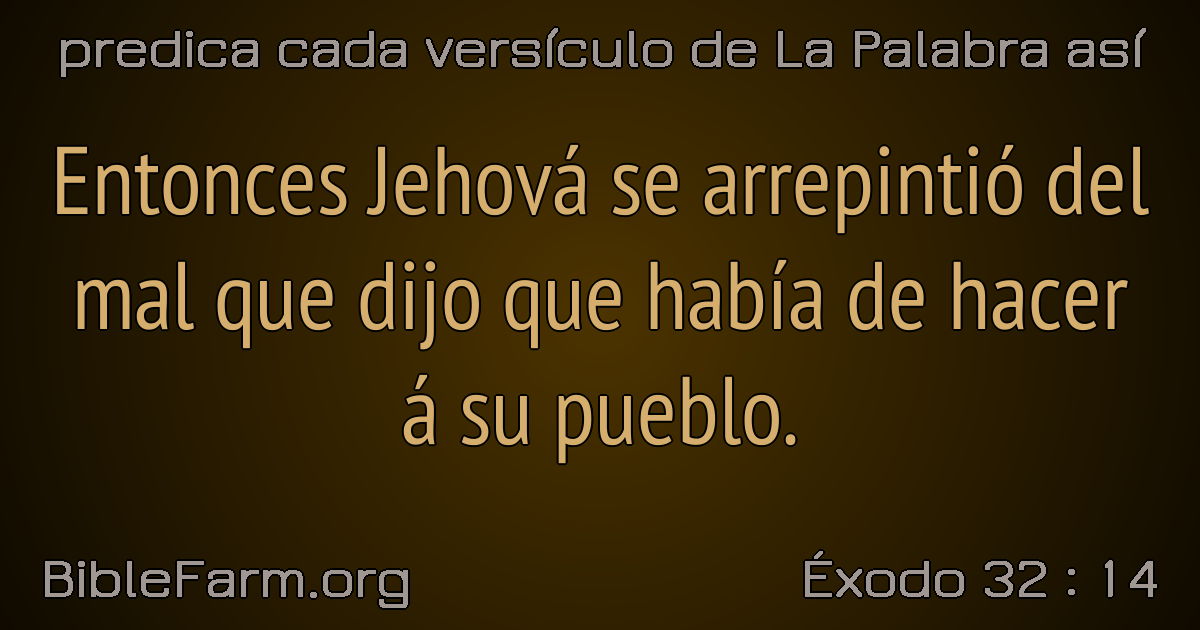 predica cada versículo de La Palabra así
Entonces Jehová se arrepintió del
mal que dijo que había de hacer
á su pueblo.
BibleFarm.org
Éxodo 32 : 14